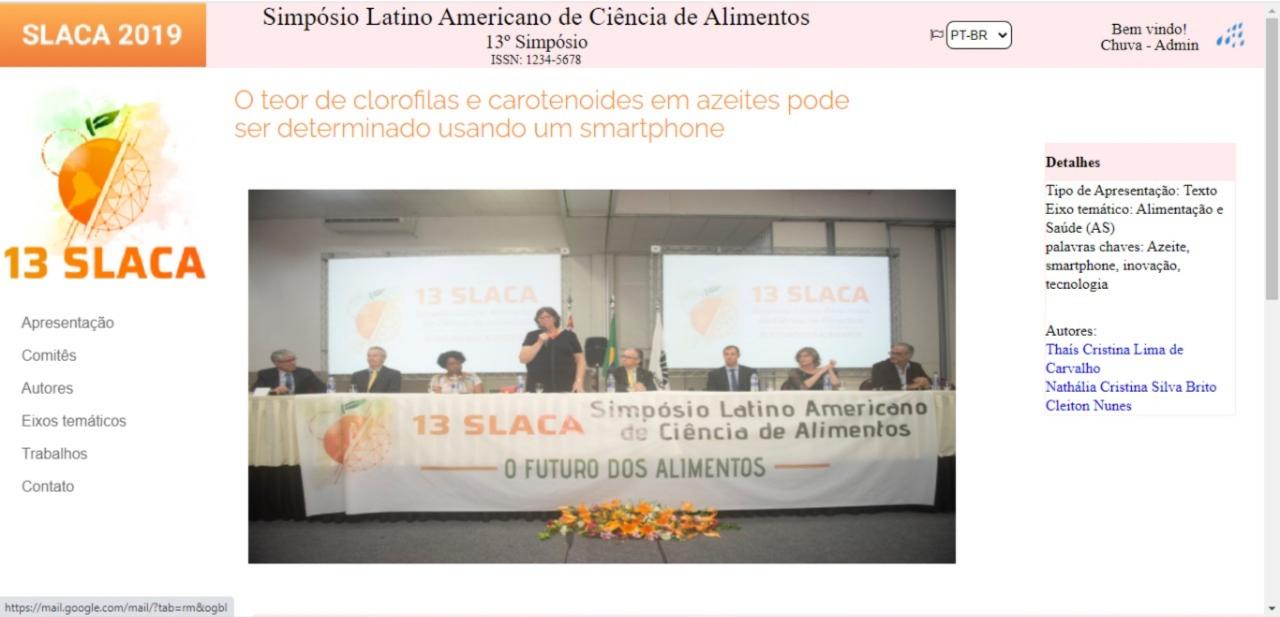 SLACA 2019
Simpósio Latino Americano de Ciência de Alimentos
13º Simpósio
ISSN: 1234-5678
PT-BR
Bem vindo!
Chuva - Admin
13 SLACA
Apresentação
Comitês
Autores
Eixos temáticos
Trabalhos
Contato
O teor de clorofilas e carotenoides em azeites pode
ser determinado usando um smartphone
13 SLACA
13 SLACA
13 SLACA
Simpósio Latino Americano
de Ciência de Alimentos
O FUTURO DOS ALIMENTOS
Detalhes
Tipo de Apresentação: Texto
Eixo temático: Alimentação e
Saúde (AS)
palavras chaves: Azeite,
smartphone, inovação,
tecnologia
Autores:
Thaís Cristina Lima de
Carvalho
Nathália Cristina Silva Brito
Cleiton Nunes
https://mail.google.com/mail/?tab=rm&ogbl